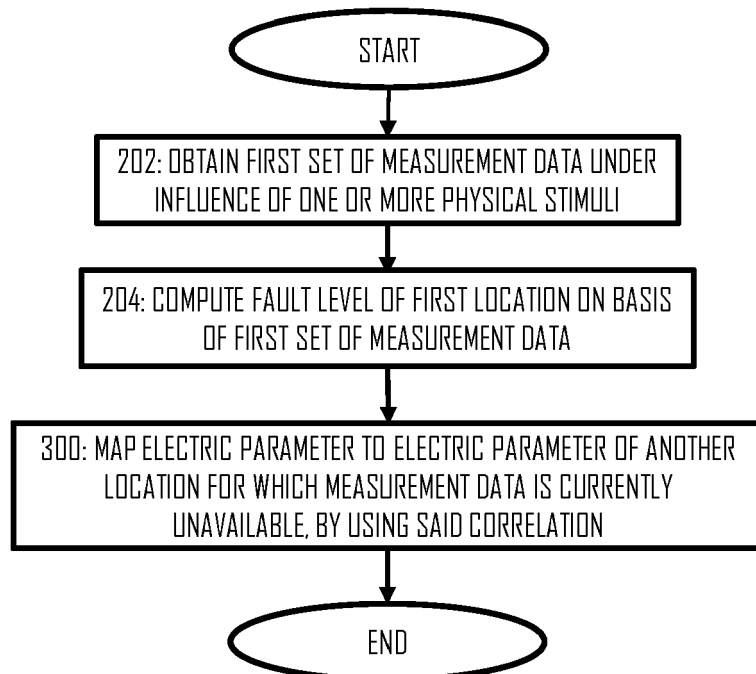 START
202: OBTAIN FIRST SET OF MEASUREMENT DATA UNDER
INFLUENCE OF ONE OR MORE PHYSICAL STIMULI
204: COMPUTE FAULT LEVEL OF FIRST LOCATION ON BASIS
OF FIRST SET OF MEASUREMENT DATA
300: MAP ELECTRIC PARAMETER TO ELECTRIC PARAMETER OF ANOTHER
LOCATION FOR WHICH MEASUREMENT DATA IS CURRENTLY
UNAVAILABLE, BY USING SAID CORRELATION
END